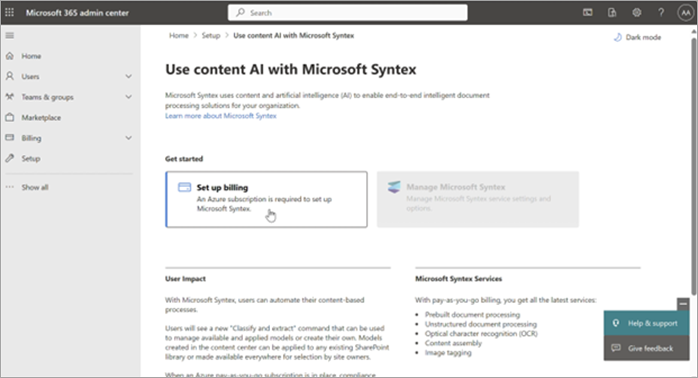 Microsoft 365 admin center
Search
AA
Home > Setup > Use content AI with Microsoft Syntex
Dark mode
Home
Users
Teams & groups
Marketplace
Billing
Setup
Show all
Use content AI with Microsoft Syntex
Microsoft Syntex uses content and artificial intelligence (AI) to enable end-to-end intelligent document
processing solutions for your organization.
Learn more about Microsoft Syntex
Get started
Set up billing
An Azure subscription is required to set up
Microsoft Syntex.
Manage Microsoft Syntex
Manage Microsoft Syntex service settings and
options.
User Impact
With Microsoft Syntex, users can automate their content-based
processes.
Users will see a new "Classify and extract" command that can be used
to manage available and applied models or create their own. Models
created in the content center can be applied to any existing SharePoint
library or made available everywhere for selection by site owners.
When an Azure pay-as-you-go subscription is in place, compliance
Microsoft Syntex Services
With pay-as-you-go billing, you get all the latest services:
• Prebuilt document processing
• Unstructured document processing
• Optical character recognition (OCR)
• Content assembly
• Image tagging
Help & support
Give feedback